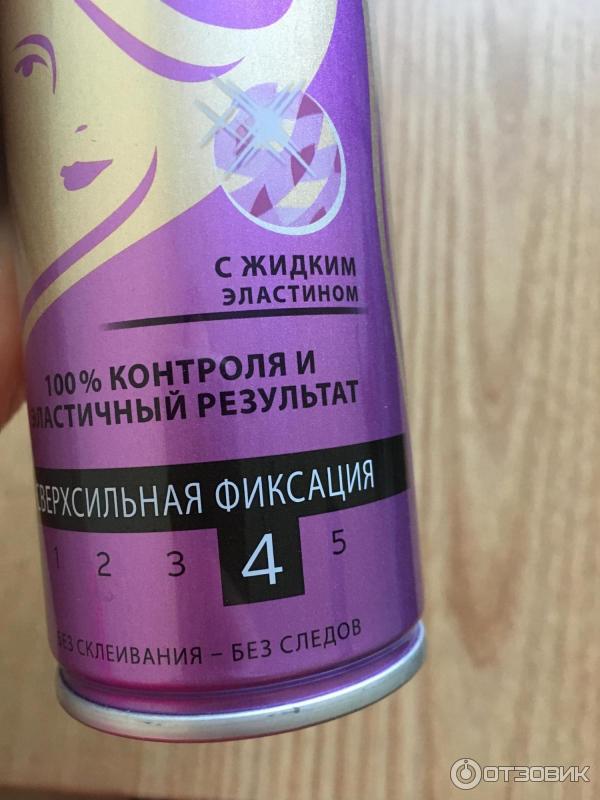 С ЖИДКИМ
ЭЛАСТИНОМ
100% КОНТРОЛЯ И
ЭЛАСТИЧНЫЙ РЕЗУЛЬТАТ
СВЕРХСИЛЬНАЯ ФИКСАЦИЯ
1 2 3 4 5
БЕЗ СКЛЕИВАНИЯ – БЕЗ СЛЕДОВ
ОТЗОВИК